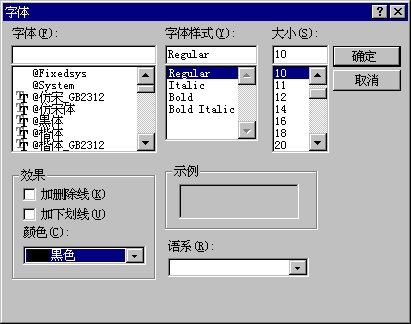 字体
字体(F):
字体样式(Y):
大小(S):
Regular
10
确定
取消
@Fixedsys
@System
@仿宋_GB2312
@仿宋体
@黑体
@楷体
@楷体_GB2312
Regular
Italic
Bold
Bold Italic
10
11
12
14
16
18
20
效果
加删除线(K)
加下划线(U)
颜色(C):
黑色
示例
语系(R):